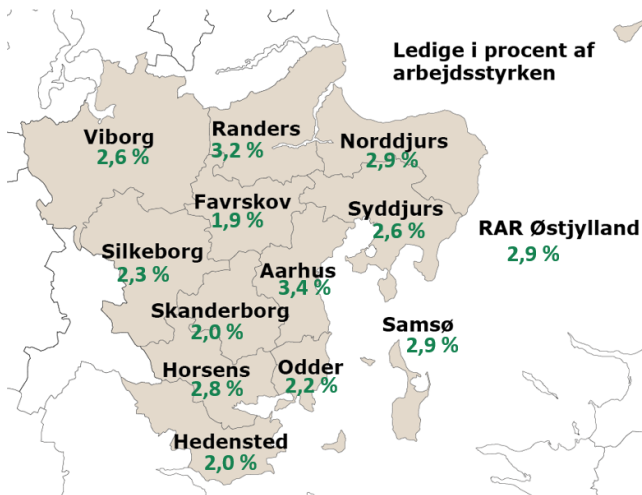 Ledige i procent af
arbejdsstyrken
Viborg
2,6 %
Randers
3,2 %
Norddjurs
2,9 %
Favrskov
1,9 %
Syddjurs
2,6 %
RAR Østjylland
2,9 %
Silkeborg
2,3 %
Aarhus
3,4 %
Skanderborg
2,0 %
Samsø
2,9 %
Horsens
2,8 %
Odder
2,2 %
Hedensted
2,0 %